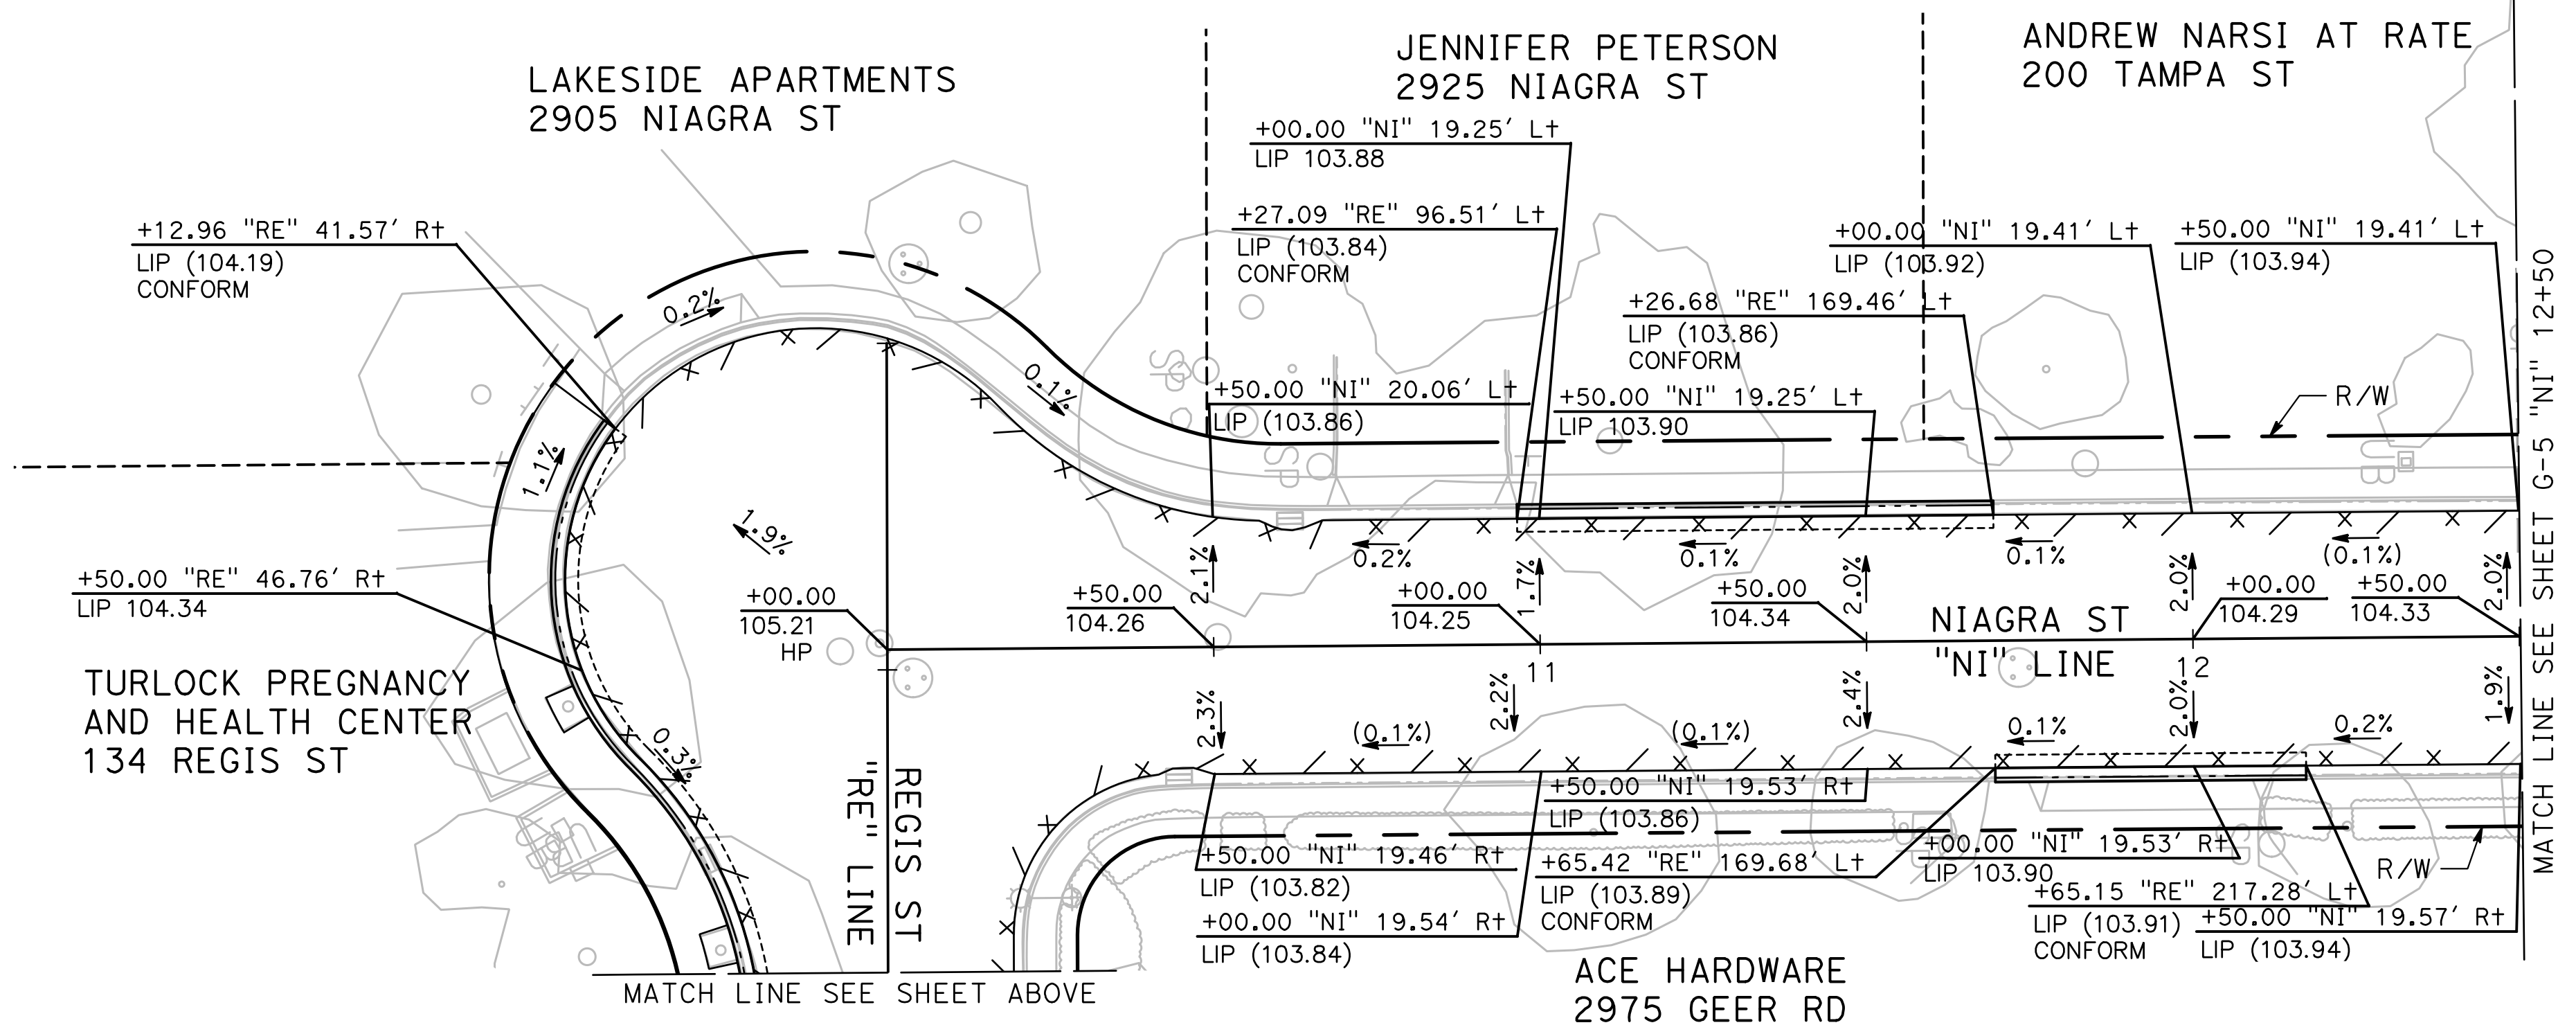 LAKESIDE APARTMENTS
2905 NIAGRA ST
JENNIFER PETERSON
2925 NIAGRA ST
ANDREW NARSI AT RATE
200 TAMPA ST
+00.00 "NI" 19.25' Lt
LIP 103.88
+27.09 "RE" 96.51' Lt
LIP (103.84)
CONFORM
+12.96 "RE" 41.57' Rt
LIP (104.19)
CONFORM
+00.00 "NI" 19.41' Lt
LIP (103.92)
+50.00 "NI" 19.41' Lt
LIP (103.94)
+26.68 "RE" 169.46' Lt
LIP (103.86)
CONFORM
+50.00 "NI" 20.06' Lt
LIP (103.86)
+50.00 "NI" 19.25' Lt
LIP 103.90
R/W
0.2%
0.1%
1.1%
1.9%
SP
SP
B
0.2%
0.1%
0.1%
(0.1%)
2.1%
1.7%
2.0%
2.0%
2.0%
+50.00 "RE" 46.76' Rt
LIP 104.34
+00.00
105.21
HP
+50.00
104.26
+00.00
104.25
+50.00
104.34
+00.00
104.29
+50.00
104.33
NIAGRA ST
"NI" LINE
11
12
TURLOCK PREGNANCY
AND HEALTH CENTER
134 REGIS ST
0.3%
2.3%
2.2%
2.4%
2.0%
1.9%
(0.1%)
(0.1%)
0.1%
0.2%
REGIS ST
"RE" LINE
+50.00 "NI" 19.53' Rt
LIP (103.86)
+50.00 "NI" 19.46' Rt
LIP (103.82)
+65.42 "RE" 169.68' Lt
LIP (103.89)
CONFORM
+00.00 "NI" 19.53' Rt
LIP 103.90
R/W
+65.15 "RE" 217.28' Lt
LIP (103.91)
CONFORM
+00.00 "NI" 19.54' Rt
LIP (103.84)
+50.00 "NI" 19.57' Rt
LIP (103.94)
ACE HARDWARE
2975 GEER RD
MATCH LINE SEE SHEET ABOVE
MATCH LINE SEE SHEET G-5 "NI" 12+50